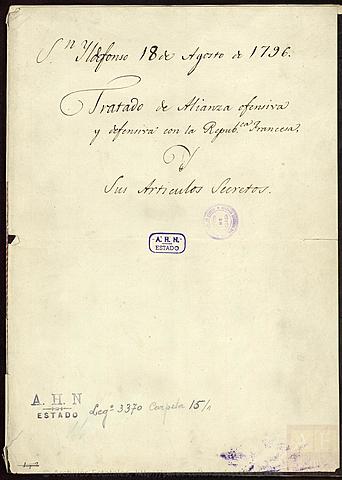 S.n Yldefonso 18 de Agosto de 1796.
Tratado de Alianza ofensiva
y defensiva con la Repub.ca Francesa.
Y
Sus Articulos Secretos.
A. H. N.
ESTADO
A. H. N
ESTADO
Leg.º 3370 Carpeta 15/1